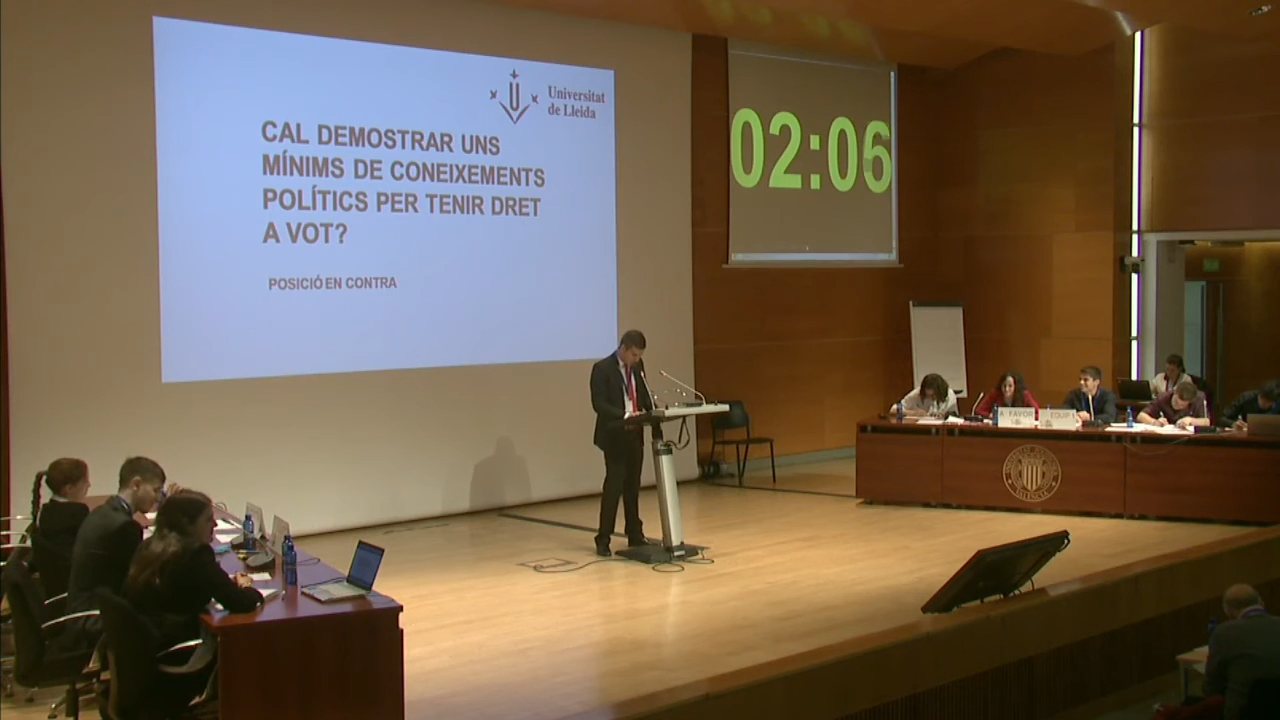 Universitat
de Lleida
CAL DEMOSTRAR UNS
MÍNIMS DE CONEIXEMENTS
POLÍTICS PER TENIR DRET
A VOT?
POSICIÓ EN CONTRA
02:06
A FAVOR
EQUIP